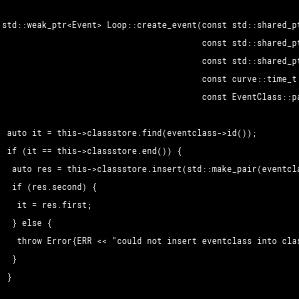 std::weak_ptr<Event> Loop::create_event(const std::shared_pt
const std::shared_pt
const std::shared_pt
const curve::time_t
const EventClass::pa
auto it = this->classstore.find(eventclass->id());
if (it == this->classstore.end()) {
auto res = this->classstore.insert(std::make_pair(eventcla
if (res.second) {
it = res.first;
} else {
throw Error{ERR << "could not insert eventclass into clas
}
}